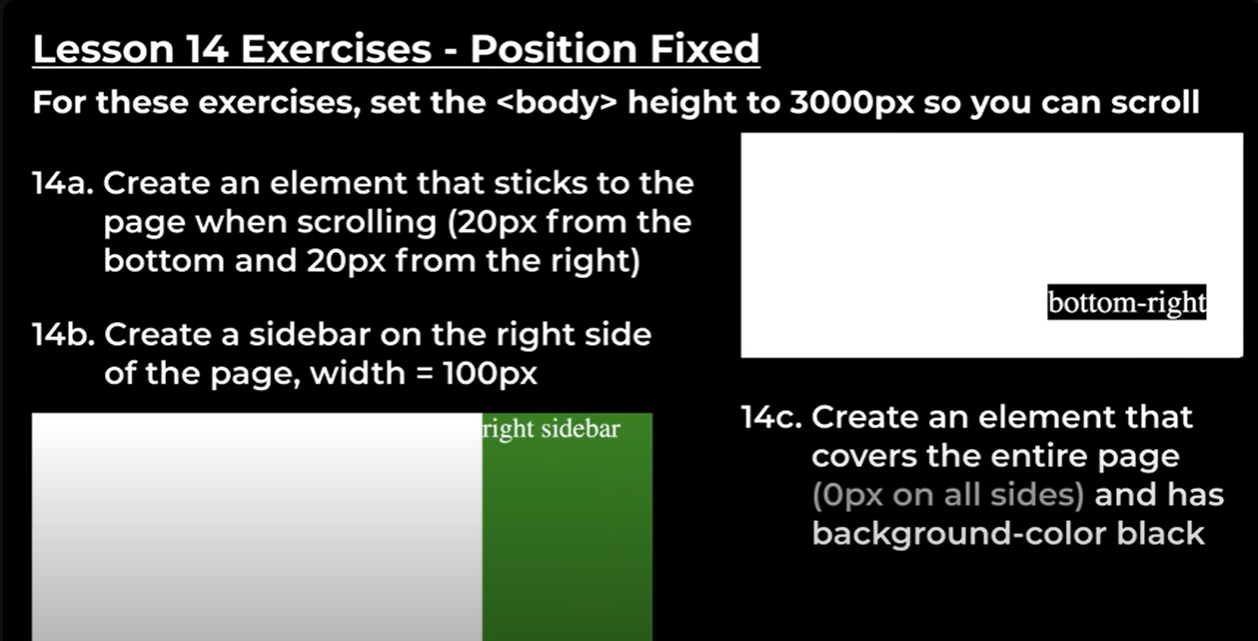 Lesson 14 Exercises - Position Fixed
For these exercises, set the <body> height to 3000px so you can scroll
14a. Create an element that sticks to the
page when scrolling (20px from the
bottom and 20px from the right)
bottom-right
14b. Create a sidebar on the right side
of the page, width = 100px
right sidebar
14c. Create an element that
covers the entire page
(0px on all sides) and has
background-color black